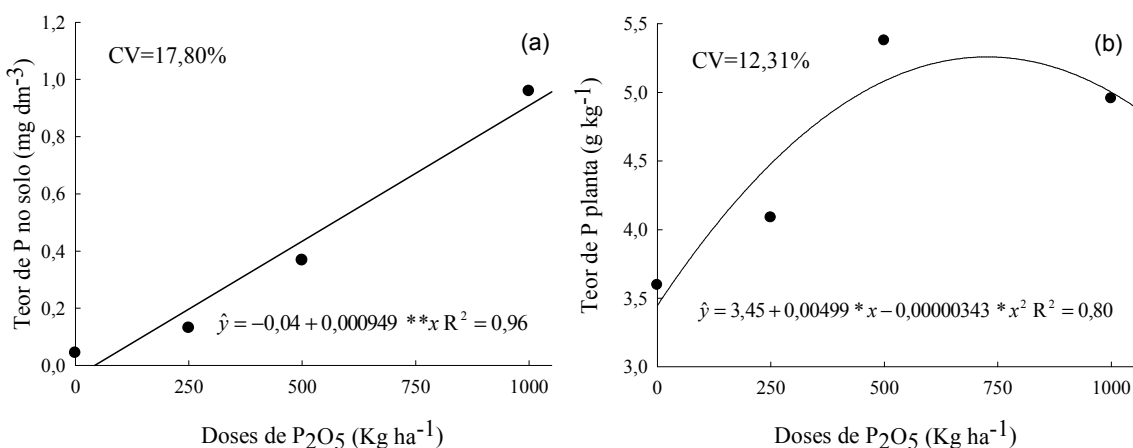 (a)
CV=17,80%
Teor de P no solo (mg dm⁻³)
1,2
1,0
0,8
0,6
0,4
0,2
0,0
ŷ = −0,04 + 0,000949 **x R² = 0,96
0 250 500 750 1000
Doses de P₂O₅ (Kg ha⁻¹)
(b)
CV=12,31%
Teor de P planta (g kg⁻¹)
5,5
5,0
4,5
4,0
3,5
3,0
ŷ = 3,45 + 0,00499 * x − 0,00000343 * x² R² = 0,80
0 250 500 750 1000
Doses de P₂O₅ (Kg ha⁻¹)